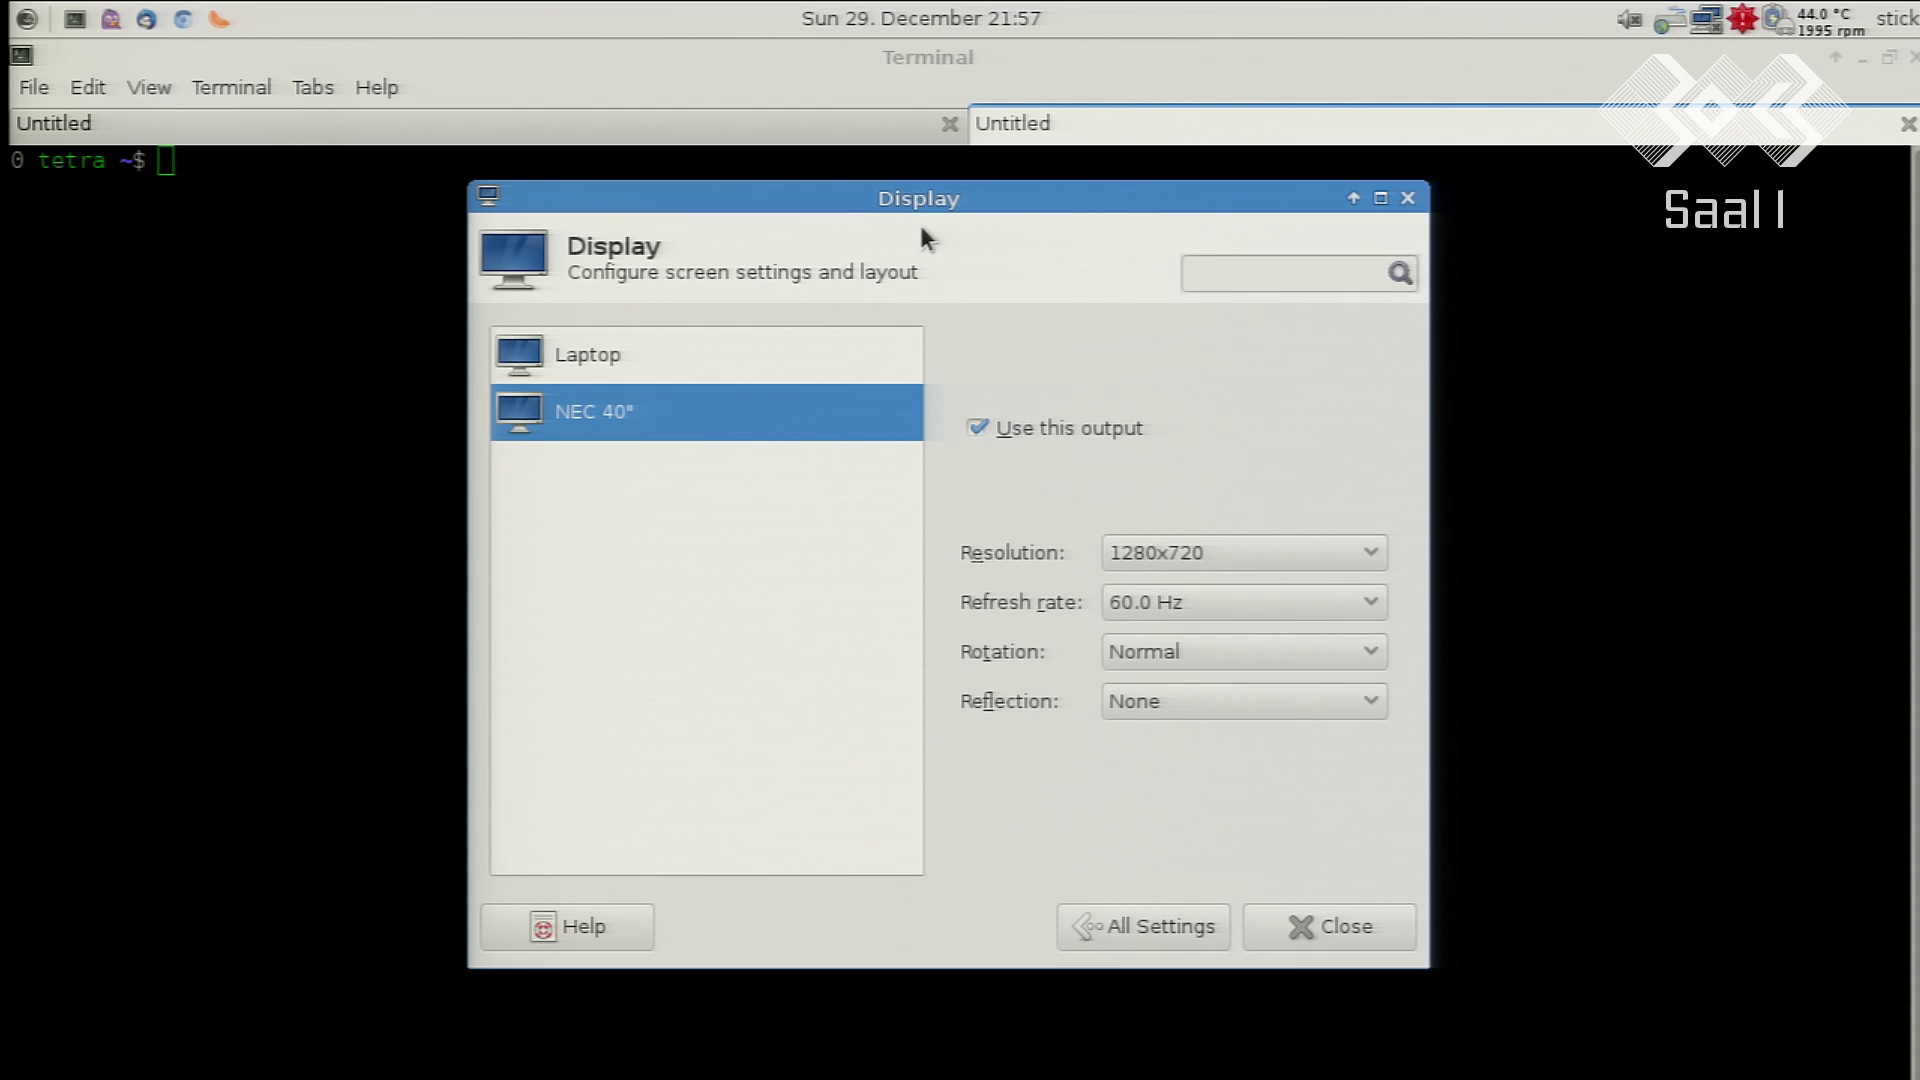 Sun 29. December 21:57
44.0 °C
1995 rpm
stick
Terminal
File Edit View Terminal Tabs Help
Untitled
Untitled
0 tetra ~$
Saal 1
Display
Display
Configure screen settings and layout
Laptop
NEC 40"
Use this output
Resolution: 1280x720
Refresh rate: 60.0 Hz
Rotation: Normal
Reflection: None
Help
All Settings
Close